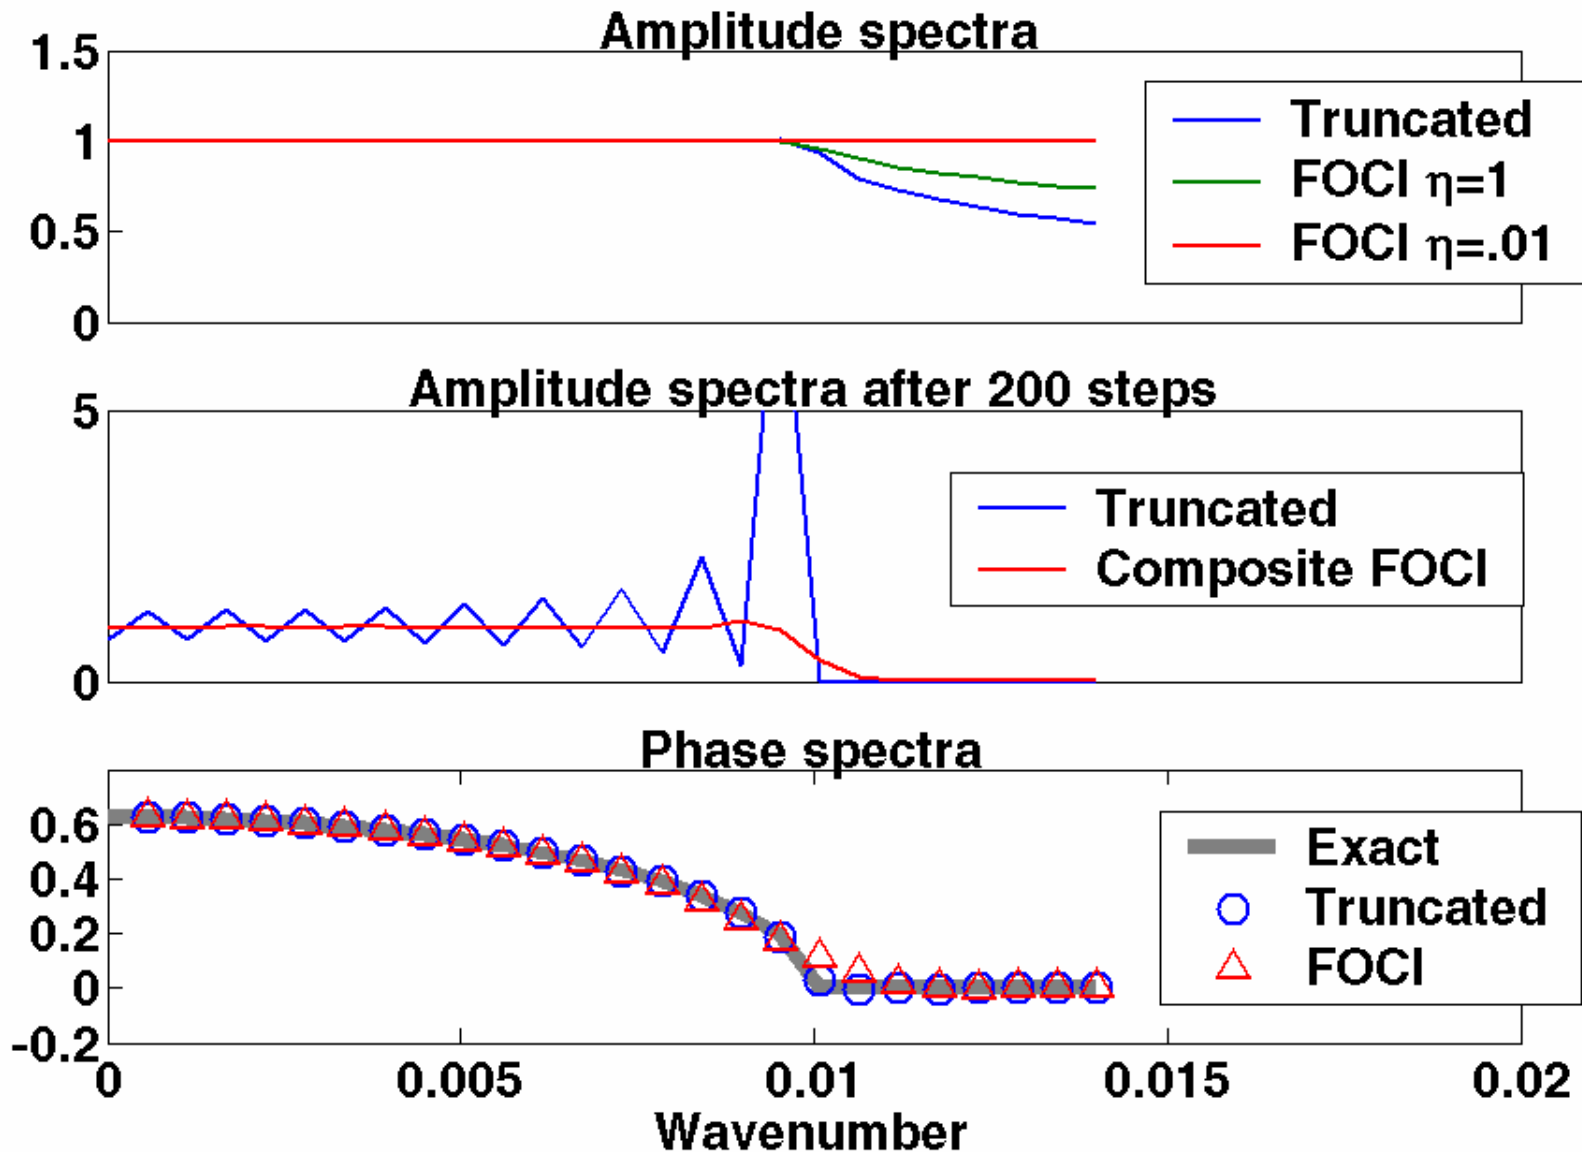 Amplitude spectra
1.5
1
0.5
0
Truncated
FOCI η=1
FOCI η=.01
Amplitude spectra after 200 steps
5
0
Truncated
Composite FOCI
Phase spectra
0.6
0.4
0.2
0
-0.2
Exact
Truncated
FOCI
0 0.005 0.01 0.015 0.02
Wavenumber